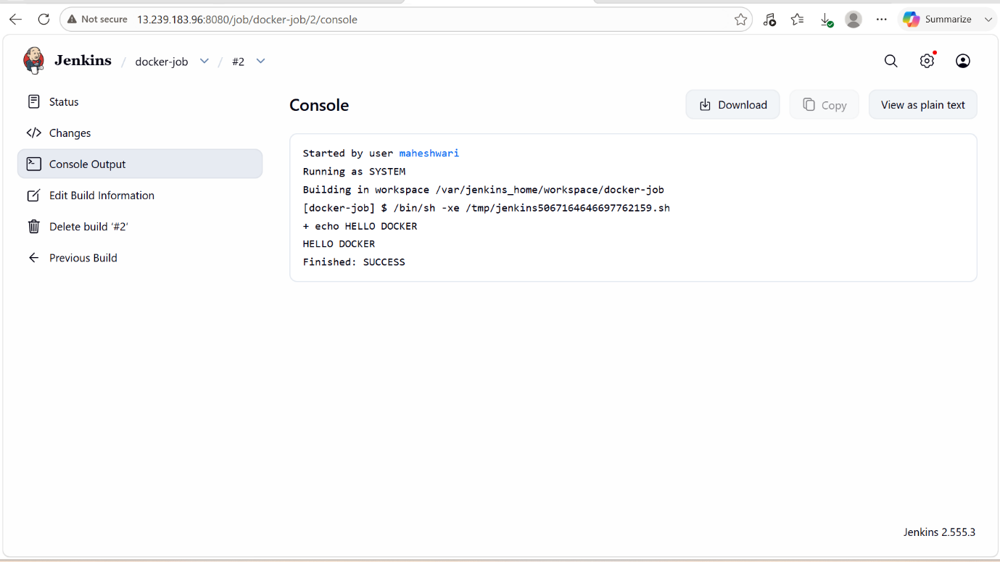 Not secure 13.239.183.96:8080/job/docker-job/2/console
Summarize
Jenkins / docker-job / #2
Status
Changes
Console Output
Edit Build Information
Delete build ‘#2’
Previous Build
Console
Download
Copy
View as plain text
Started by user maheshwari
Running as SYSTEM
Building in workspace /var/jenkins_home/workspace/docker-job
[docker-job] $ /bin/sh -xe /tmp/jenkins5067164646697762159.sh
+ echo HELLO DOCKER
HELLO DOCKER
Finished: SUCCESS
Jenkins 2.555.3